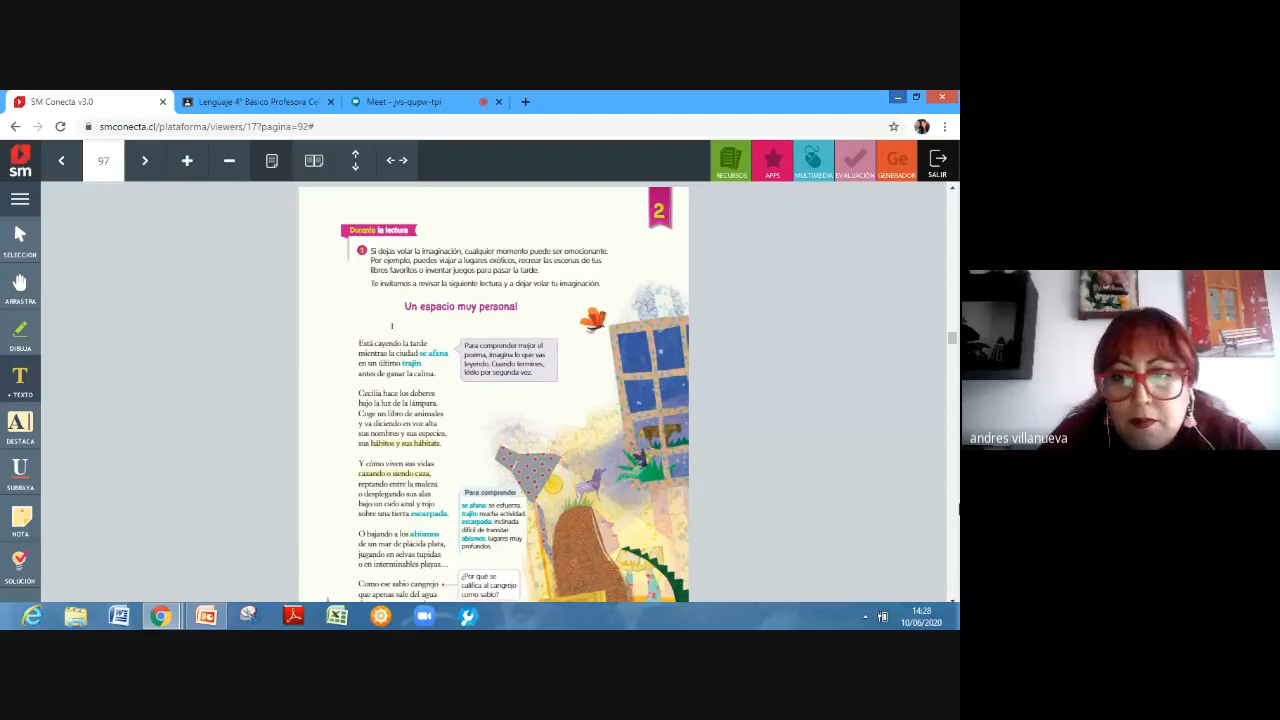 SM Conecta v3.0
Lenguaje 4° Básico Profesora Ce
Meet - jvs-qupw-tpi
smconecta.cl/plataforma/viewers/17?pagina=92#
sm
97
RECURSOS
APPS
MULTIMEDIA
EVALUACIÓN
Ge
GENERADOR
SALIR
SELECCIÓN
ARRASTRA
DIBUJA
T
+ TEXTO
A
DESTACA
U
SUBRAYA
NOTA
SOLUCIÓN
2
Durante la lectura
1 Si dejas volar la imaginación, cualquier momento puede ser emocionante.
Por ejemplo, puedes viajar a lugares exóticos, recrear las escenas de tus
libros favoritos o inventar juegos para pasar la tarde.
Te invitamos a revisar la siguiente lectura y a dejar volar tu imaginación.
Un espacio muy personal
I
Está cayendo la tarde
mientras la ciudad se afana
en un último trajín
antes de ganar la calma.
Para comprender mejor el
poema, imagina lo que vas
leyendo. Cuando termines,
léelo por segunda vez.
Cecilia hace los deberes
bajo la luz de la lámpara.
Coge un libro de animales
y va diciendo en voz alta
sus nombres y sus especies,
sus hábitos y sus hábitats.
Y cómo viven sus vidas
cazando o siendo caza,
reptando entre la maleza
o desplegando sus alas
bajo un cielo azul y rojo
sobre una tierra escarpada.
Para comprender
se afana: se esfuerza.
trajín: mucha actividad.
escarpada: inclinada
difícil de transitar.
abismos: lugares muy
profundos.
O bajando a los abismos
de un mar de plácida plata,
jugando en selvas tupidas
o en interminables playas...
Como ese sabio cangrejo
que apenas sale del agua
¿Por qué se
califica al cangrejo
como sabio?
andres villanueva
14:28
10/06/2020